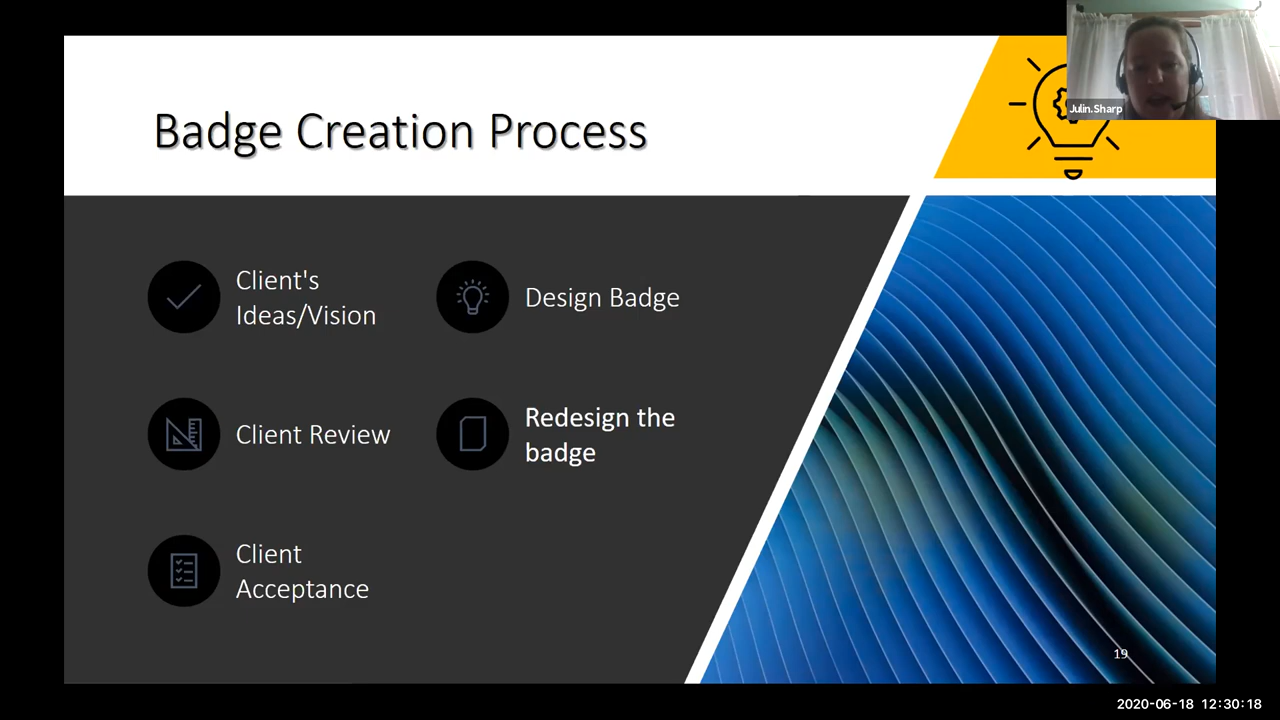 Julin.Sharp
Badge Creation Process
Client's
Ideas/Vision
Design Badge
Client Review
Redesign the
badge
Client
Acceptance
19
2020-06-18 12:30:18